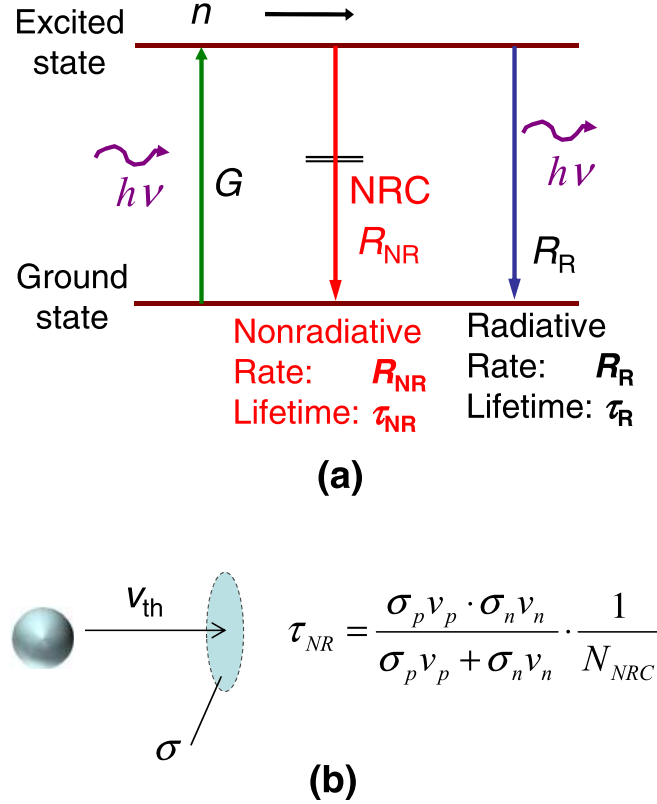 Excited
state
n
hν
G
NRC
R_NR
hν
R_R
Ground
state
Nonradiative
Rate: R_NR
Lifetime: τ_NR
Radiative
Rate: R_R
Lifetime: τ_R
(a)
v_th
σ
τ_NR = (σ_p v_p · σ_n v_n) / (σ_p v_p + σ_n v_n) · 1 / N_NRC
(b)